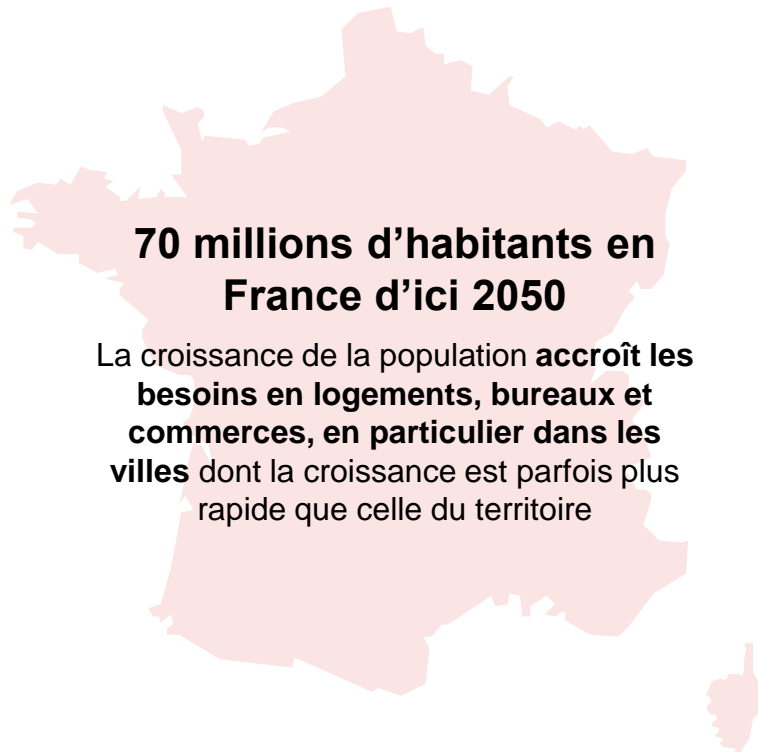 70 millions d’habitants en
France d’ici 2050
La croissance de la population accroît les
besoins en logements, bureaux et
commerces, en particulier dans les
villes dont la croissance est parfois plus
rapide que celle du territoire